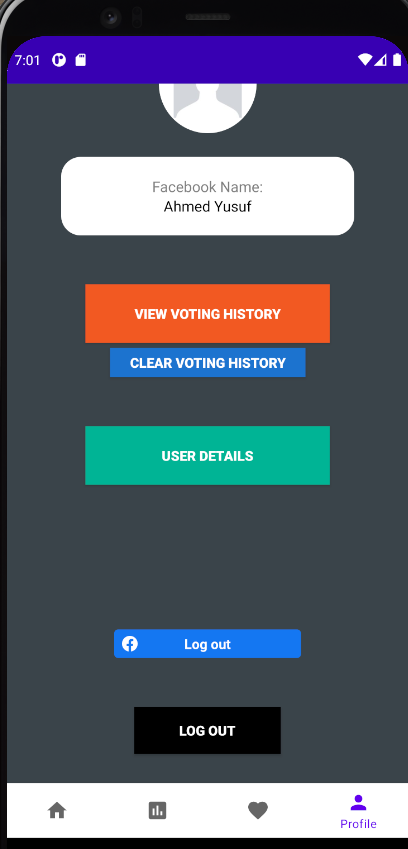 7:01
Facebook Name:
Ahmed Yusuf
VIEW VOTING HISTORY
CLEAR VOTING HISTORY
USER DETAILS
Log out
LOG OUT
Profile